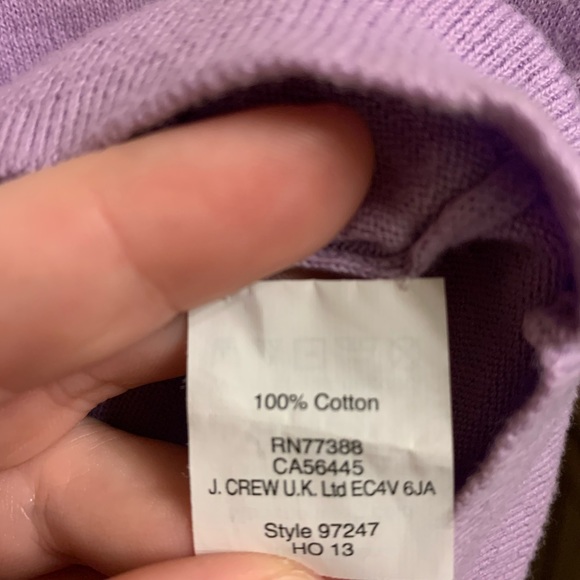 100% Cotton
RN77388
CA56445
J. CREW U.K. Ltd EC4V 6JA
Style 97247
HO 13